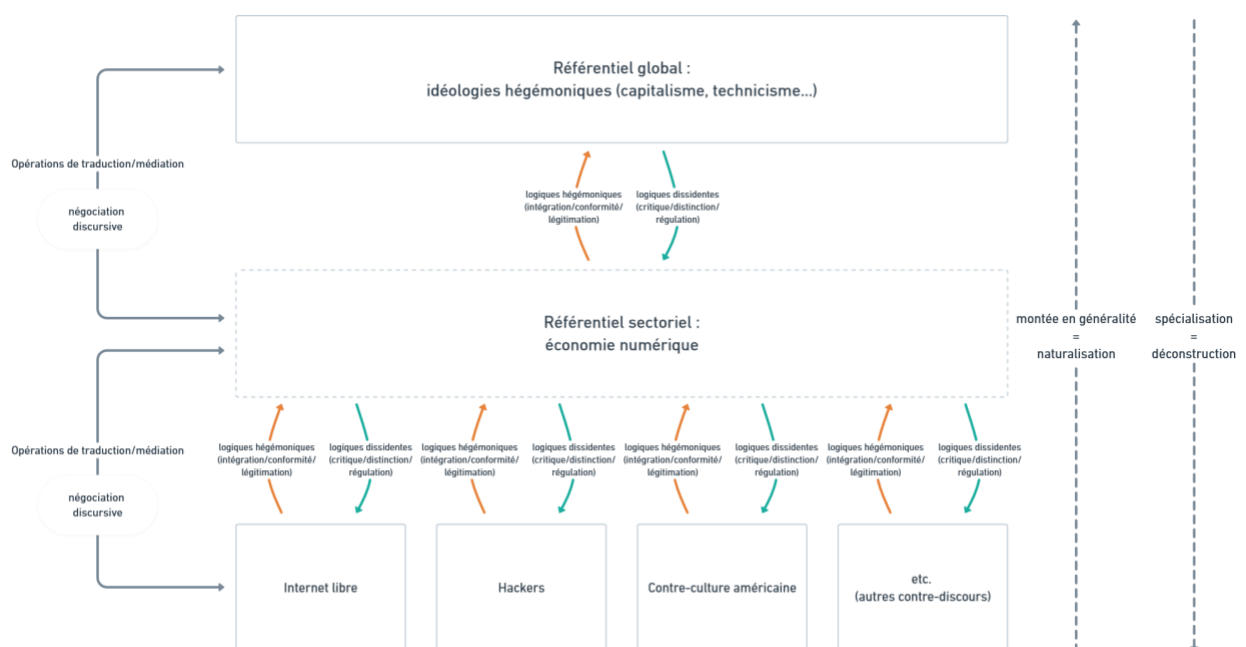 Référentiel global :
idéologies hégémoniques (capitalisme, technicisme...)
Opérations de traduction/médiation
négociation
discursive
logiques hégémoniques
(intégration/conformité/
légitimation)
logiques dissidentes
(critique/distinction/
régulation)
Référentiel sectoriel :
économie numérique
montée en généralité
=
naturalisation
spécialisation
=
déconstruction
Opérations de traduction/médiation
négociation
discursive
logiques hégémoniques
(intégration/conformité/
légitimation)
logiques dissidentes
(critique/distinction/
régulation)
logiques hégémoniques
(intégration/conformité/
légitimation)
logiques dissidentes
(critique/distinction/
régulation)
logiques hégémoniques
(intégration/conformité/
légitimation)
logiques dissidentes
(critique/distinction/
régulation)
logiques hégémoniques
(intégration/conformité/
légitimation)
logiques dissidentes
(critique/distinction/
régulation)
Internet libre
Hackers
Contre-culture américaine
etc.
(autres contre-discours)